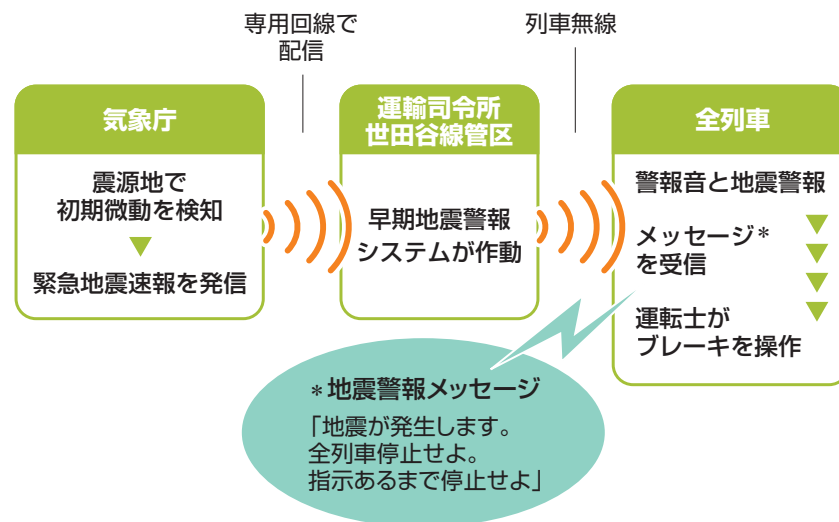 専用回線で
配信
列車無線
気象庁
震源地で
初期微動を検知
緊急地震速報を発信
運輸司令所
世田谷線管区
早期地震警報
システムが作動
全列車
警報音と地震警報
メッセージ*
を受信
運転士が
ブレーキを操作
*地震警報メッセージ
「地震が発生します。
全列車停止せよ。
指示あるまで停止せよ」